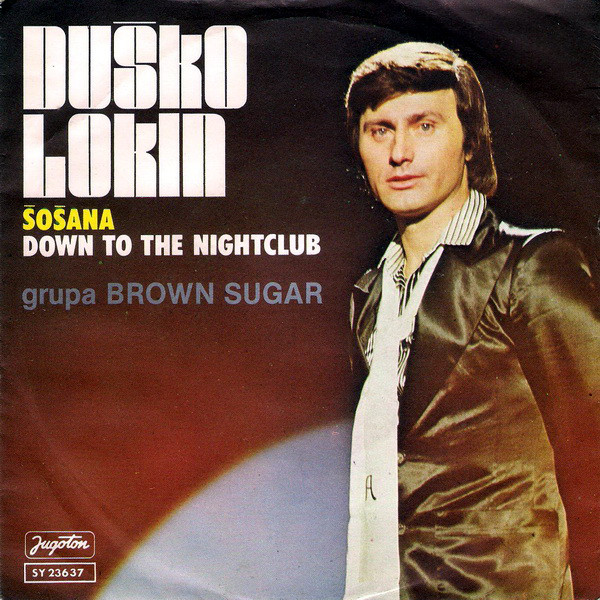 DUŠKO
LOKIN
ŠOŠANA
DOWN TO THE NIGHTCLUB
grupa BROWN SUGAR
A
Jugoton
SY 23637